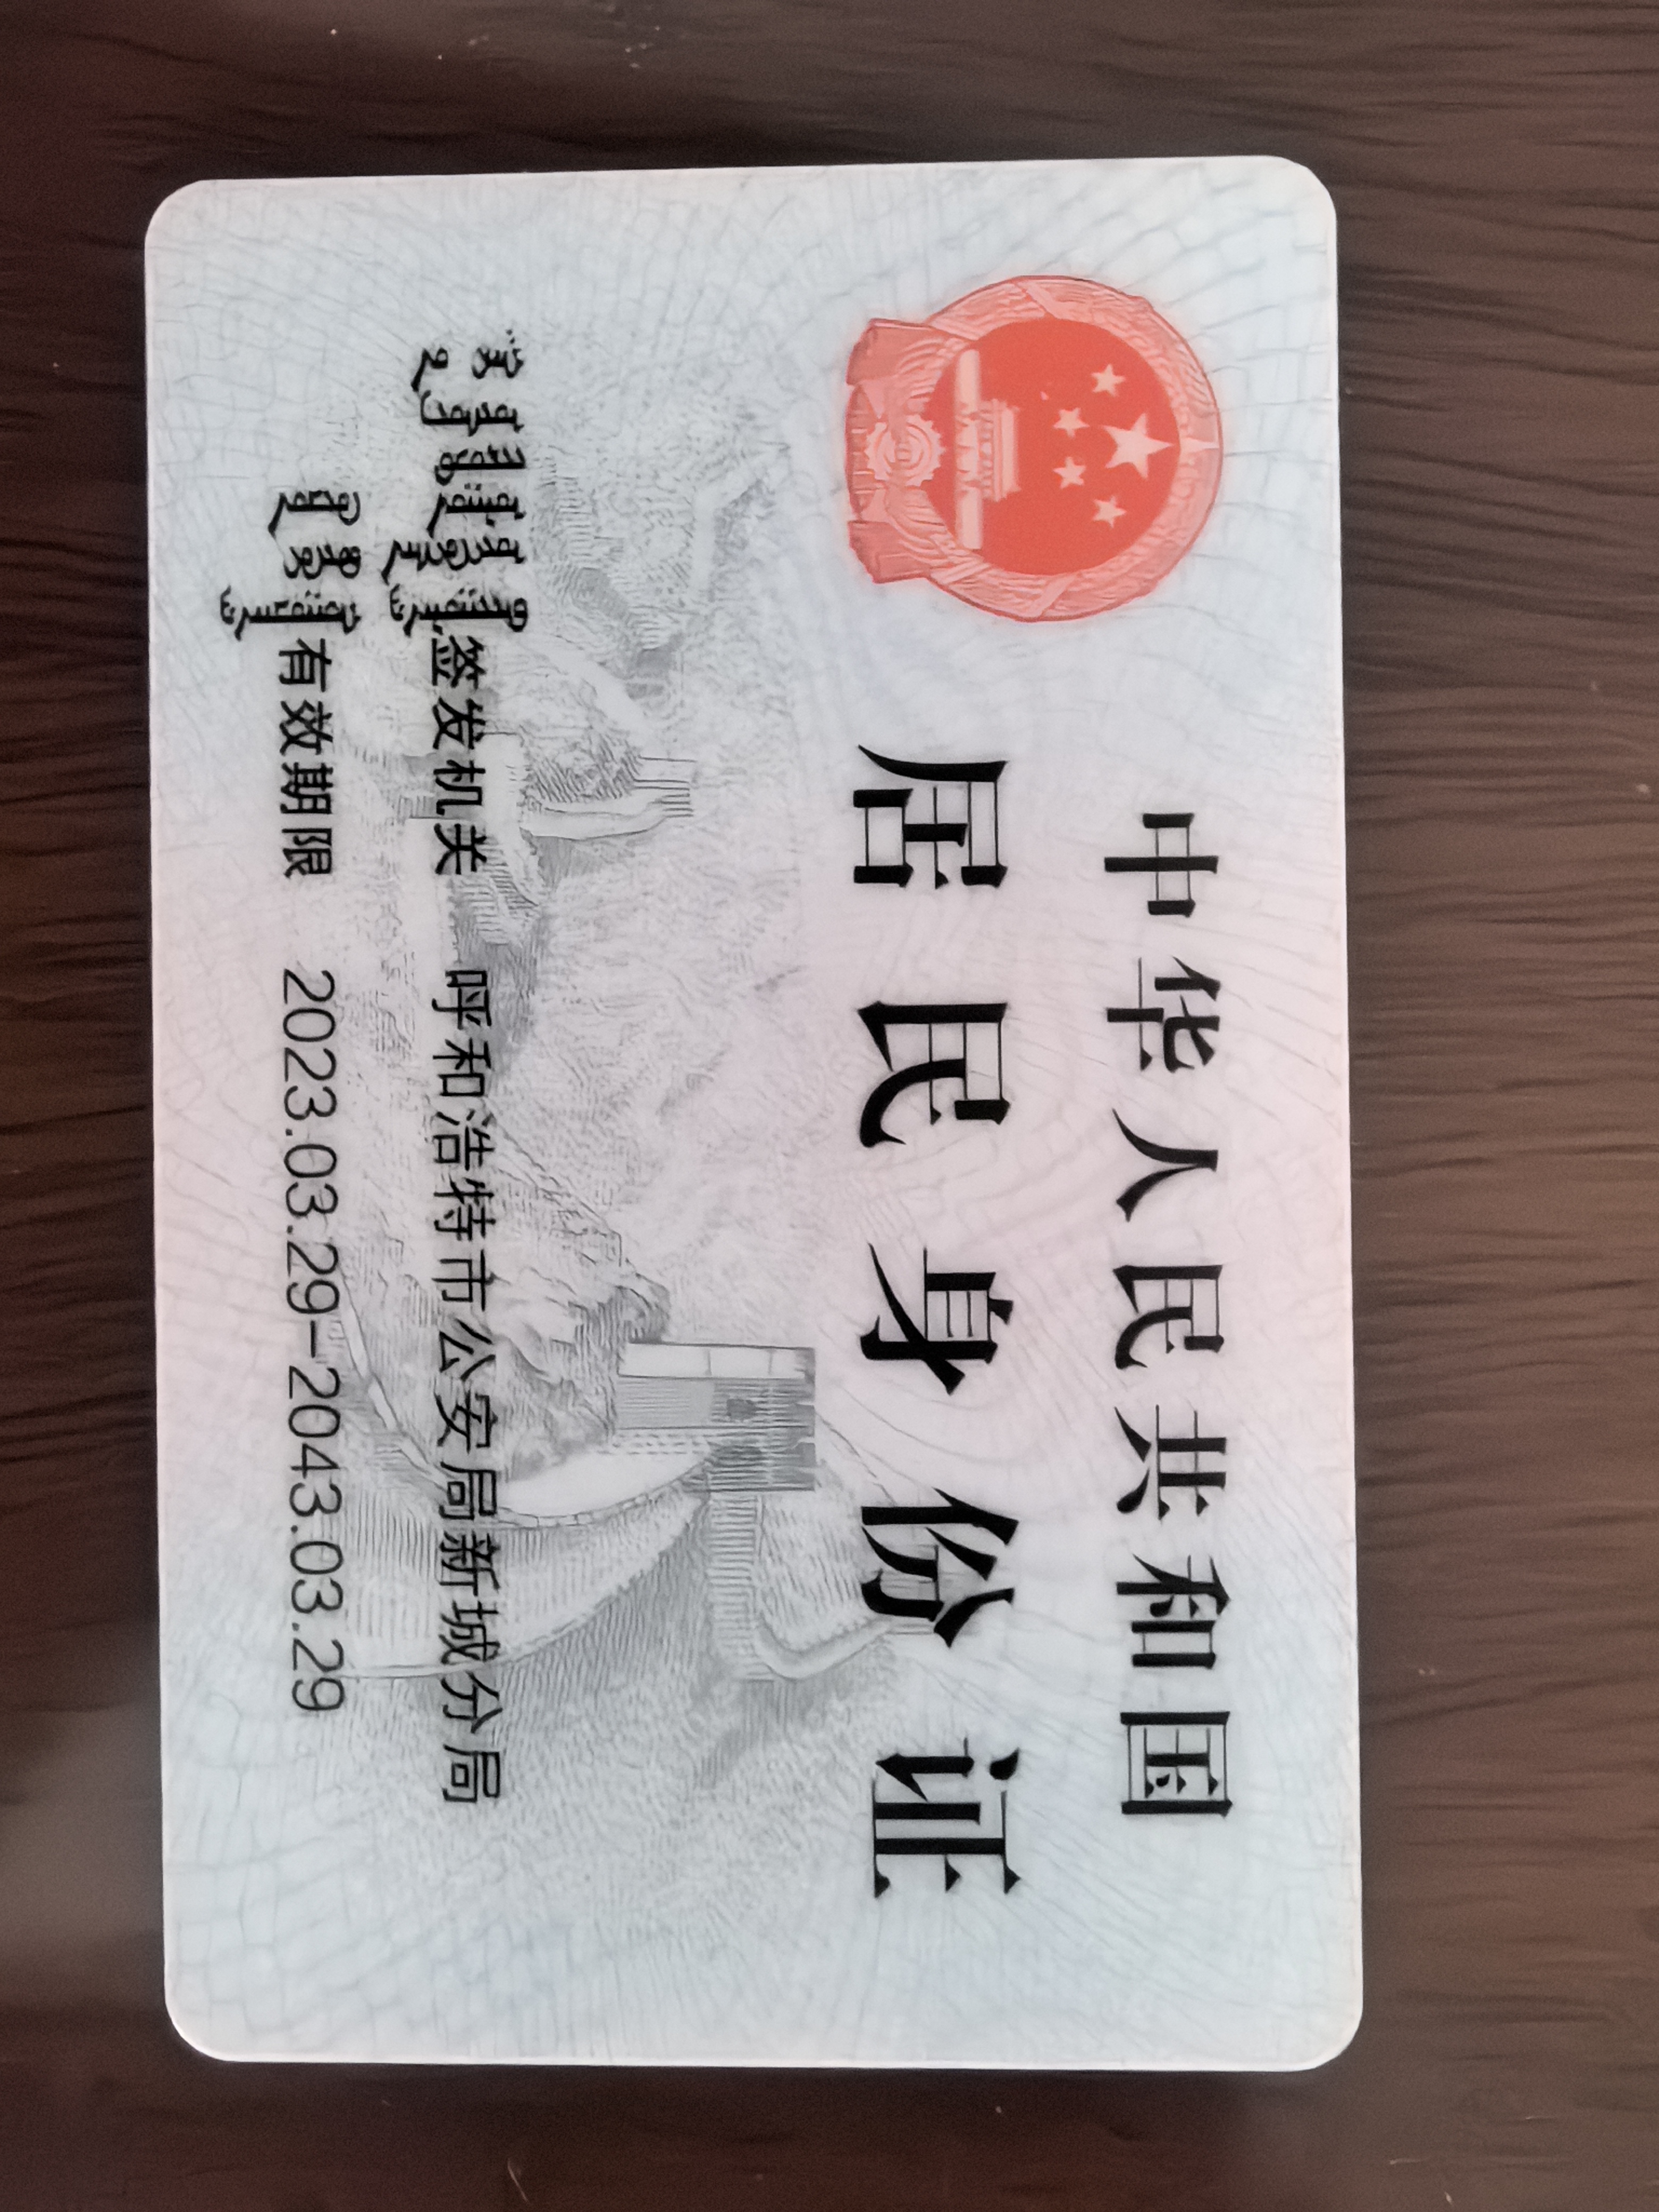 中华人民共和国
居民身份证
签发机关 呼和浩特市公安局新城分局
有效期限 2023.03.29-2043.03.29